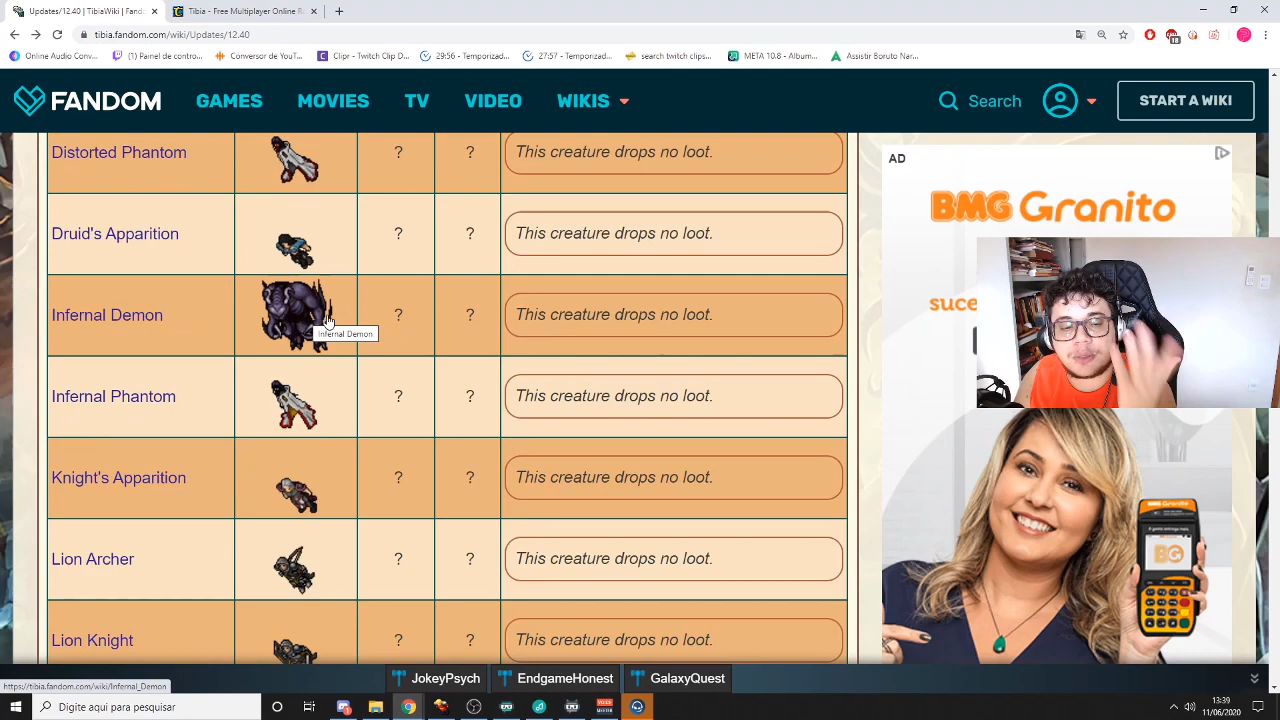 Updates/12.40 | TibiaWiki | Fando
Tibia - Free Multiplayer Online R
tibia.fandom.com/wiki/Updates/12.40
18
Online Audio Conv...
(1) Painel de contro...
Conversor de YouT...
Clipr - Twitch Clip D...
29:56 - Temporizad...
27:57 - Temporizad...
search twitch clips...
META 10.8 - Album...
Assistir Boruto Nar...
FANDOM
GAMES
MOVIES
TV
VIDEO
WIKIS
Search
START A WIKI
Distorted Phantom ? ? This creature drops no loot.
Druid's Apparition ? ? This creature drops no loot.
Infernal Demon ? ? This creature drops no loot.
Infernal Demon
Infernal Phantom ? ? This creature drops no loot.
Knight's Apparition ? ? This creature drops no loot.
Lion Archer ? ? This creature drops no loot.
Lion Knight ? ? This creature drops no loot.
AD
BMG Granito
suce
BMG Granito
BG
JokeyPsych
EndgameHonest
GalaxyQuest
https://tibia.fandom.com/wiki/Infernal_Demon
Digite aqui para pesquisar
13:39
11/06/2020